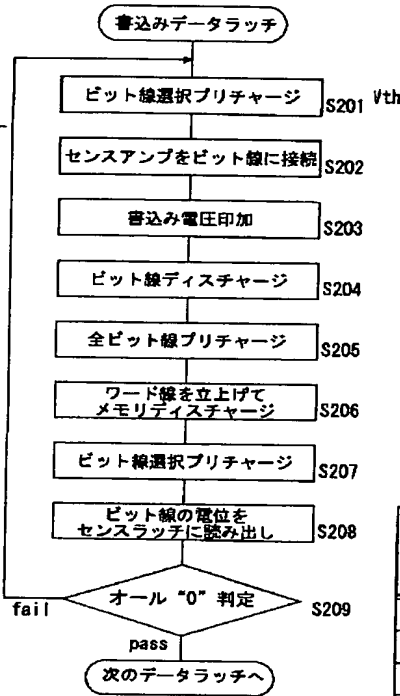 書込みデータラッチ
ビット線選択プリチャージ
S201
Vth
センスアンプをビット線に接続
S202
書込み電圧印加
S203
ビット線ディスチャージ
S204
全ビット線プリチャージ
S205
ワード線を立上げて
メモリディスチャージ
S206
ビット線選択プリチャージ
S207
ビット線の電位を
センスラッチに読み出し
S208
オール “0” 判定
S209
fail
pass
次のデータラッチへ